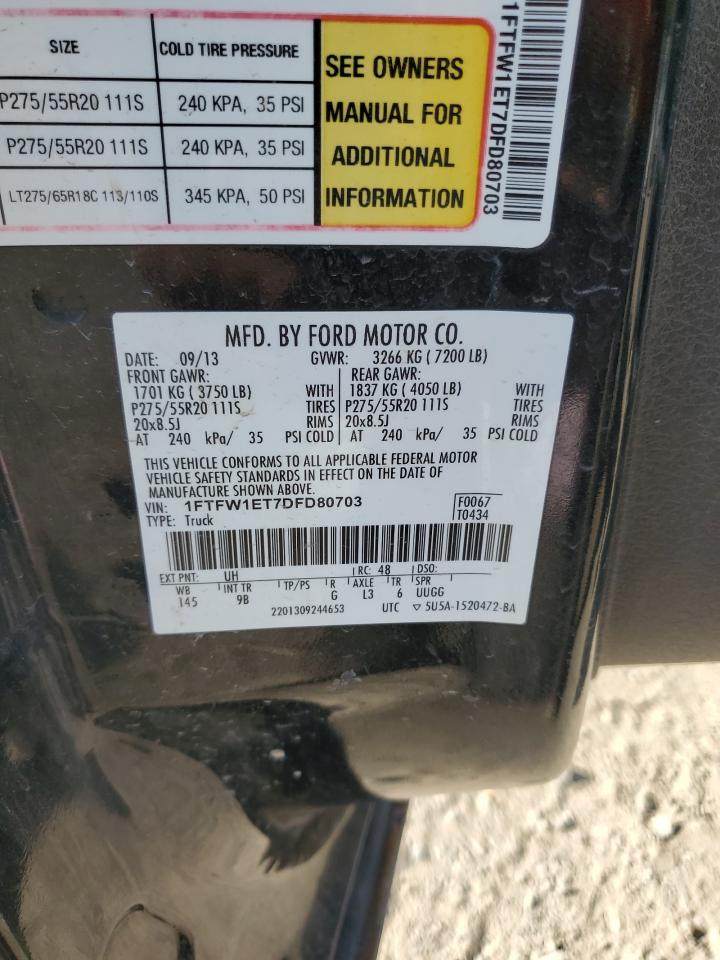 SIZE COLD TIRE PRESSURE
P275/55R20 111S 240 KPA, 35 PSI
P275/55R20 111S 240 KPA, 35 PSI
LT275/65R18C 113/110S 345 KPA, 50 PSI
SEE OWNERS
MANUAL FOR
ADDITIONAL
INFORMATION
1FTFW1ET7DFD80703
MFD. BY FORD MOTOR CO.
DATE: 09/13 GVWR: 3266 KG ( 7200 LB)
FRONT GAWR: REAR GAWR:
1701 KG ( 3750 LB) WITH 1837 KG ( 4050 LB) WITH
P275/55R20 111S TIRES P275/55R20 111S TIRES
20x8.5J RIMS 20x8.5J RIMS
AT 240 kPa/ 35 PSI COLD AT 240 kPa/ 35 PSI COLD
THIS VEHICLE CONFORMS TO ALL APPLICABLE FEDERAL MOTOR
VEHICLE SAFETY STANDARDS IN EFFECT ON THE DATE OF
MANUFACTURE SHOWN ABOVE.
VIN: 1FTFW1ET7DFD80703 F0067
TYPE: Truck T0434
EXT PNT: UH RC: 48 DSO:
WB INT TR TP/PS R AXLE TR SPR
145 9B G L3 6 UUGG
2201309244653 UTC ▽ 5U5A-1520472-BA